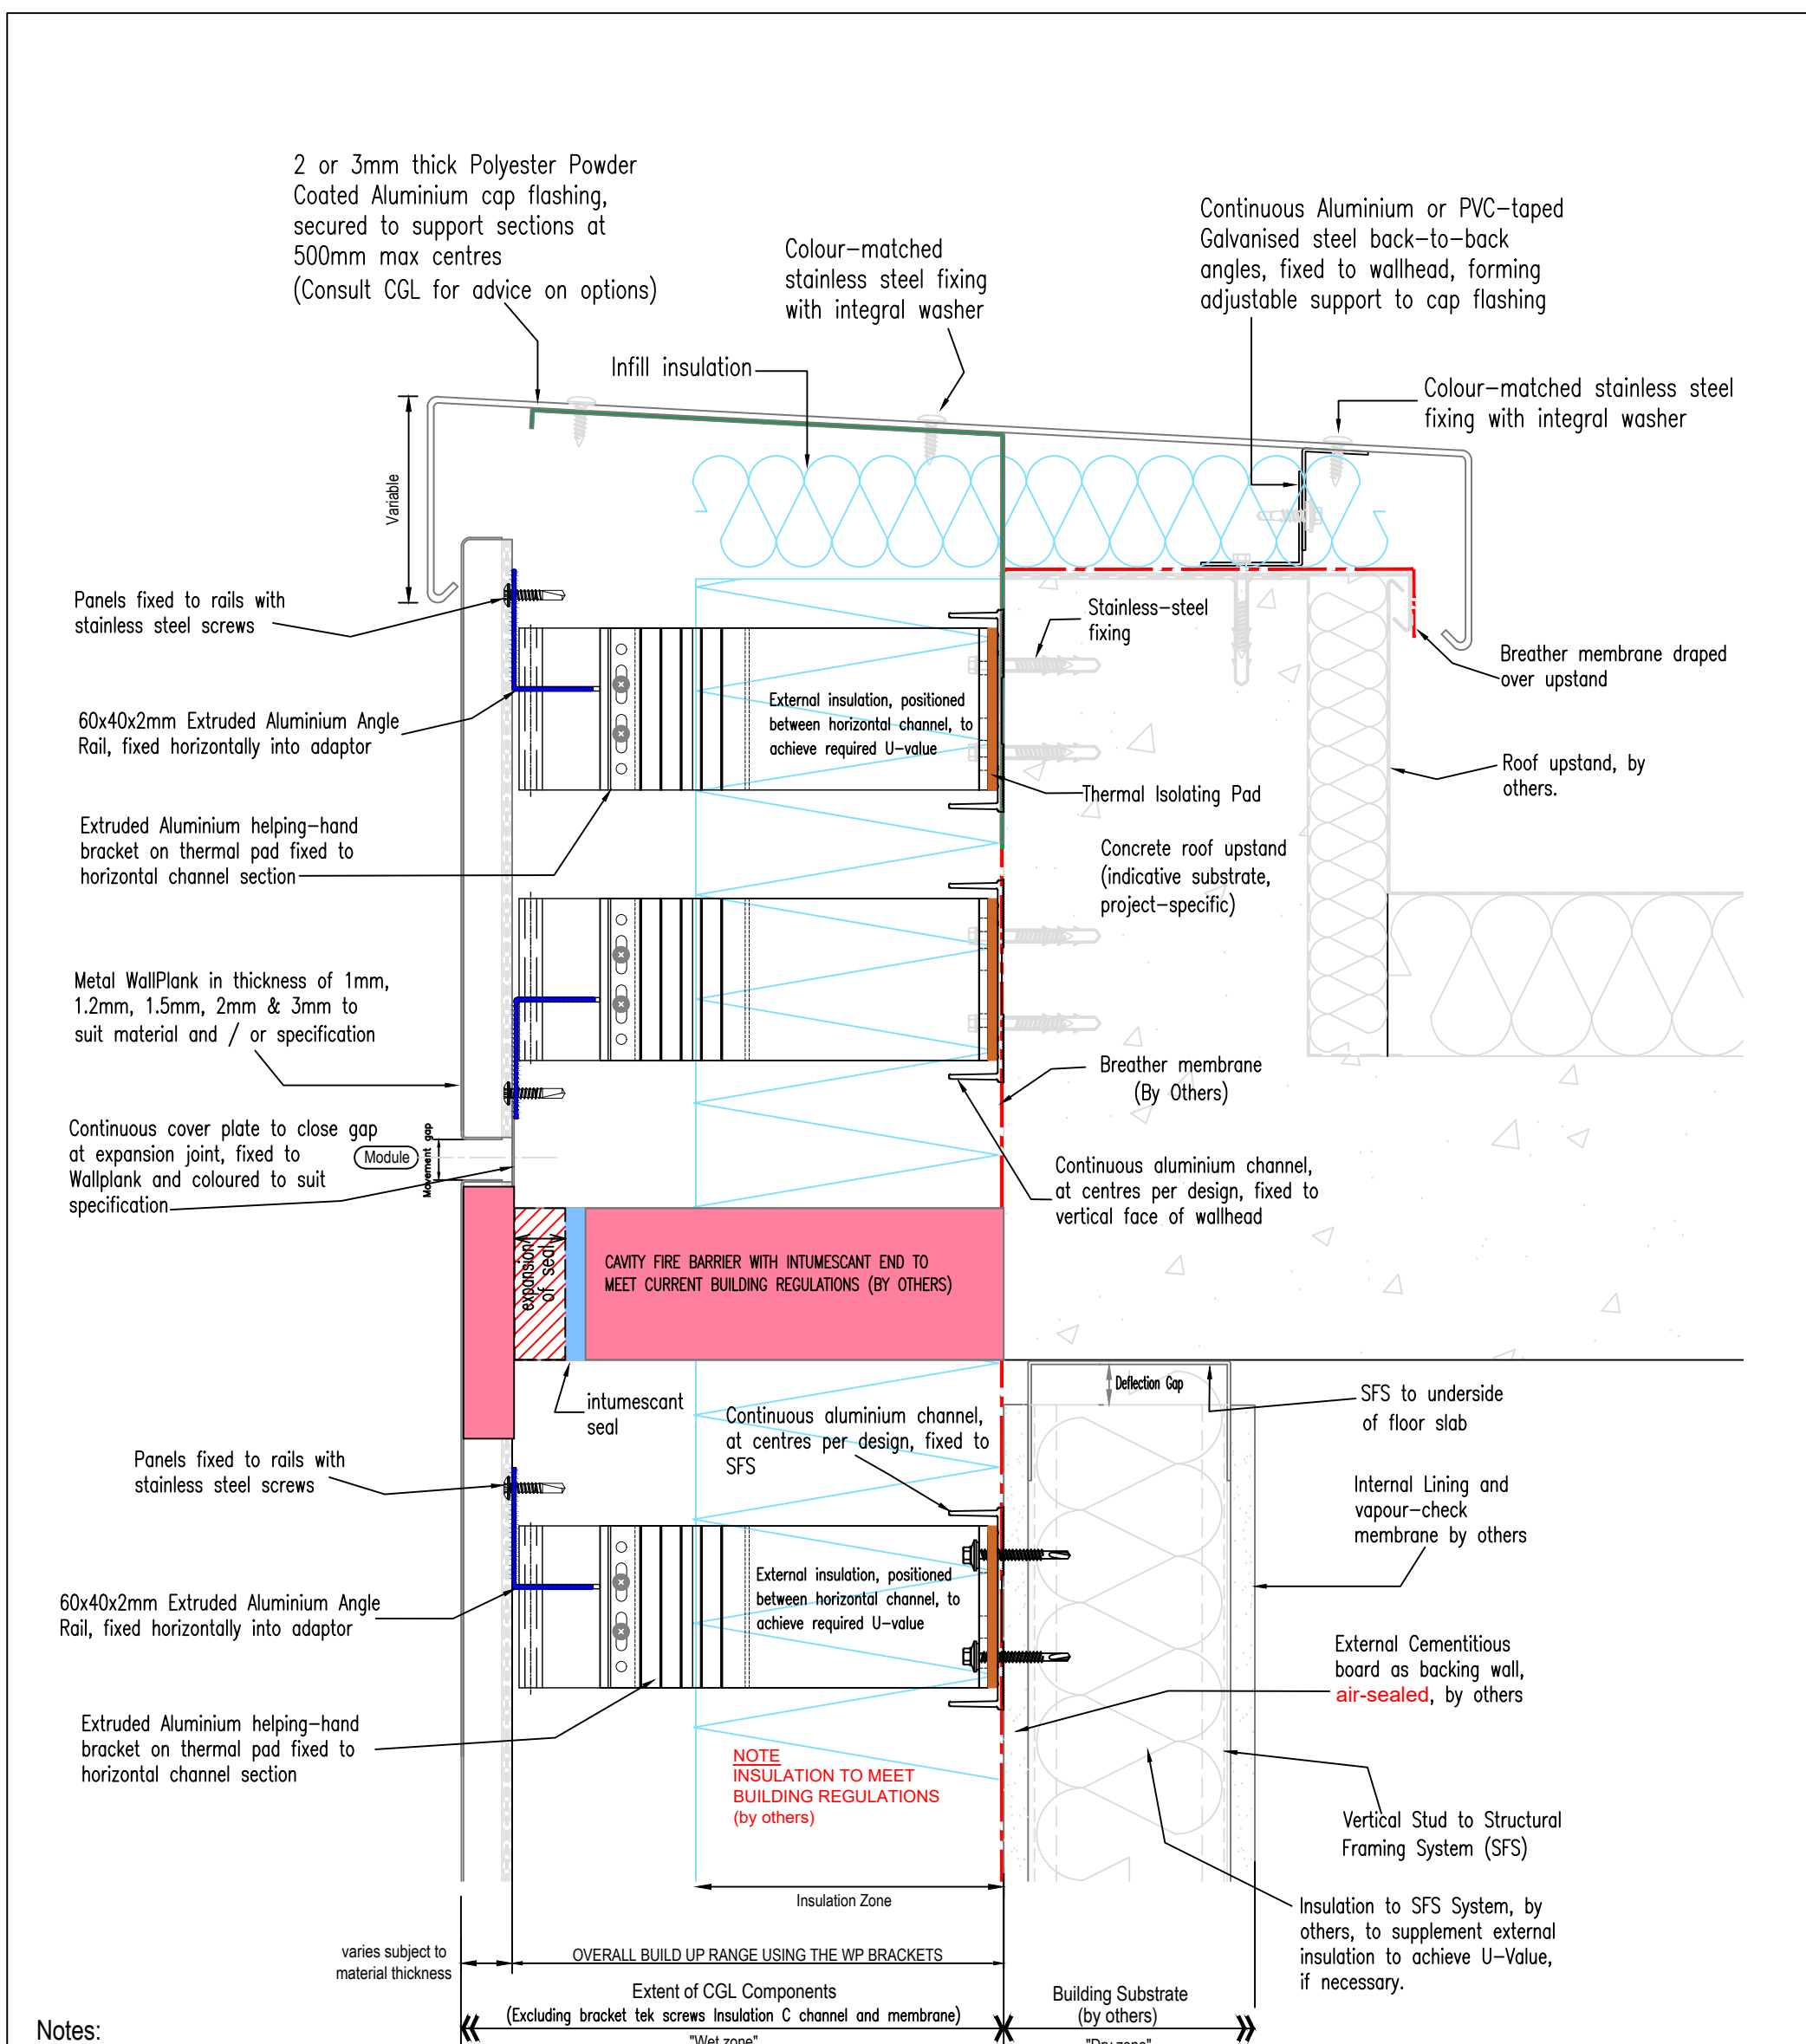 2 or 3mm thick Polyester Powder
Coated Aluminium cap flashing,
secured to support sections at
500mm max centres
(Consult CGL for advice on options)
Colour-matched
stainless steel fixing
with integral washer
Continuous Aluminium or PVC-taped
Galvanised steel back-to-back
angles, fixed to wallhead, forming
adjustable support to cap flashing
Infill insulation
Colour-matched stainless steel
fixing with integral washer
Variable
Panels fixed to rails with
stainless steel screws
Stainless-steel
fixing
Breather membrane draped
over upstand
60x40x2mm Extruded Aluminium Angle
Rail, fixed horizontally into adaptor
External insulation, positioned
between horizontal channel, to
achieve required U-value
Roof upstand, by
others.
Thermal Isolating Pad
Extruded Aluminium helping-hand
bracket on thermal pad fixed to
horizontal channel section
Concrete roof upstand
(indicative substrate,
project-specific)
Metal WallPlank in thickness of 1mm,
1.2mm, 1.5mm, 2mm & 3mm to
suit material and / or specification
Breather membrane
(By Others)
Continuous cover plate to close gap
at expansion joint, fixed to
Wallplank and coloured to suit
specification
Module
Movement gap
Continuous aluminium channel,
at centres per design, fixed to
vertical face of wallhead
expansion
of seal
CAVITY FIRE BARRIER WITH INTUMESCANT END TO
MEET CURRENT BUILDING REGULATIONS (BY OTHERS)
Deflection Gap
SFS to underside
of floor slab
intumescant
seal
Continuous aluminium channel,
at centres per design, fixed to
SFS
Panels fixed to rails with
stainless steel screws
Internal Lining and
vapour-check
membrane by others
60x40x2mm Extruded Aluminium Angle
Rail, fixed horizontally into adaptor
External insulation, positioned
between horizontal channel, to
achieve required U-value
External Cementitious
board as backing wall,
air-sealed, by others
Extruded Aluminium helping-hand
bracket on thermal pad fixed to
horizontal channel section
NOTE
INSULATION TO MEET
BUILDING REGULATIONS
(by others)
Vertical Stud to Structural
Framing System (SFS)
Insulation Zone
Insulation to SFS System, by
others, to supplement external
insulation to achieve U-Value,
if necessary.
varies subject to
material thickness
OVERALL BUILD UP RANGE USING THE WP BRACKETS
Extent of CGL Components
(Excluding bracket tek screws Insulation C channel and membrane)
"Wet zone"
Building Substrate
(by others)
"Dry zone"
Notes: